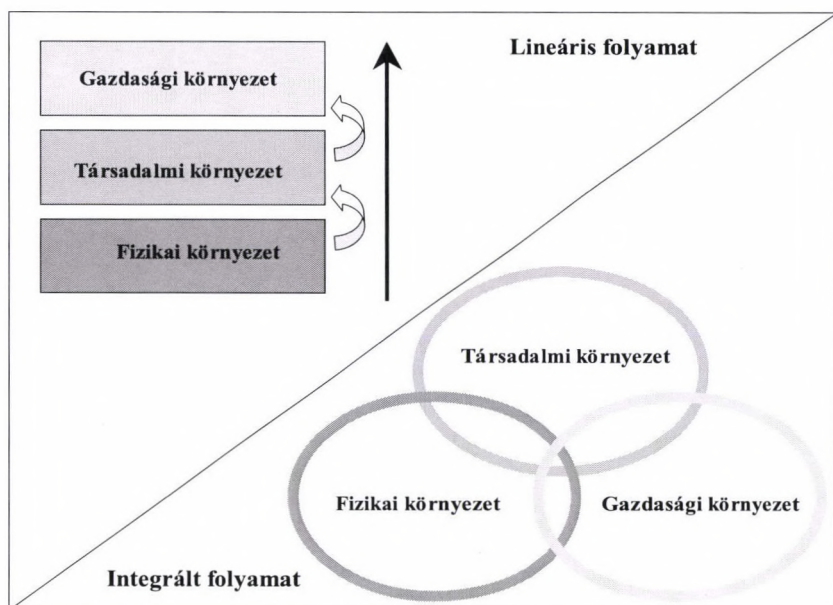 Lineáris folyamat
Gazdasági környezet
Társadalmi környezet
Fizikai környezet
Társadalmi környezet
Fizikai környezet
Gazdasági környezet
Integrált folyamat